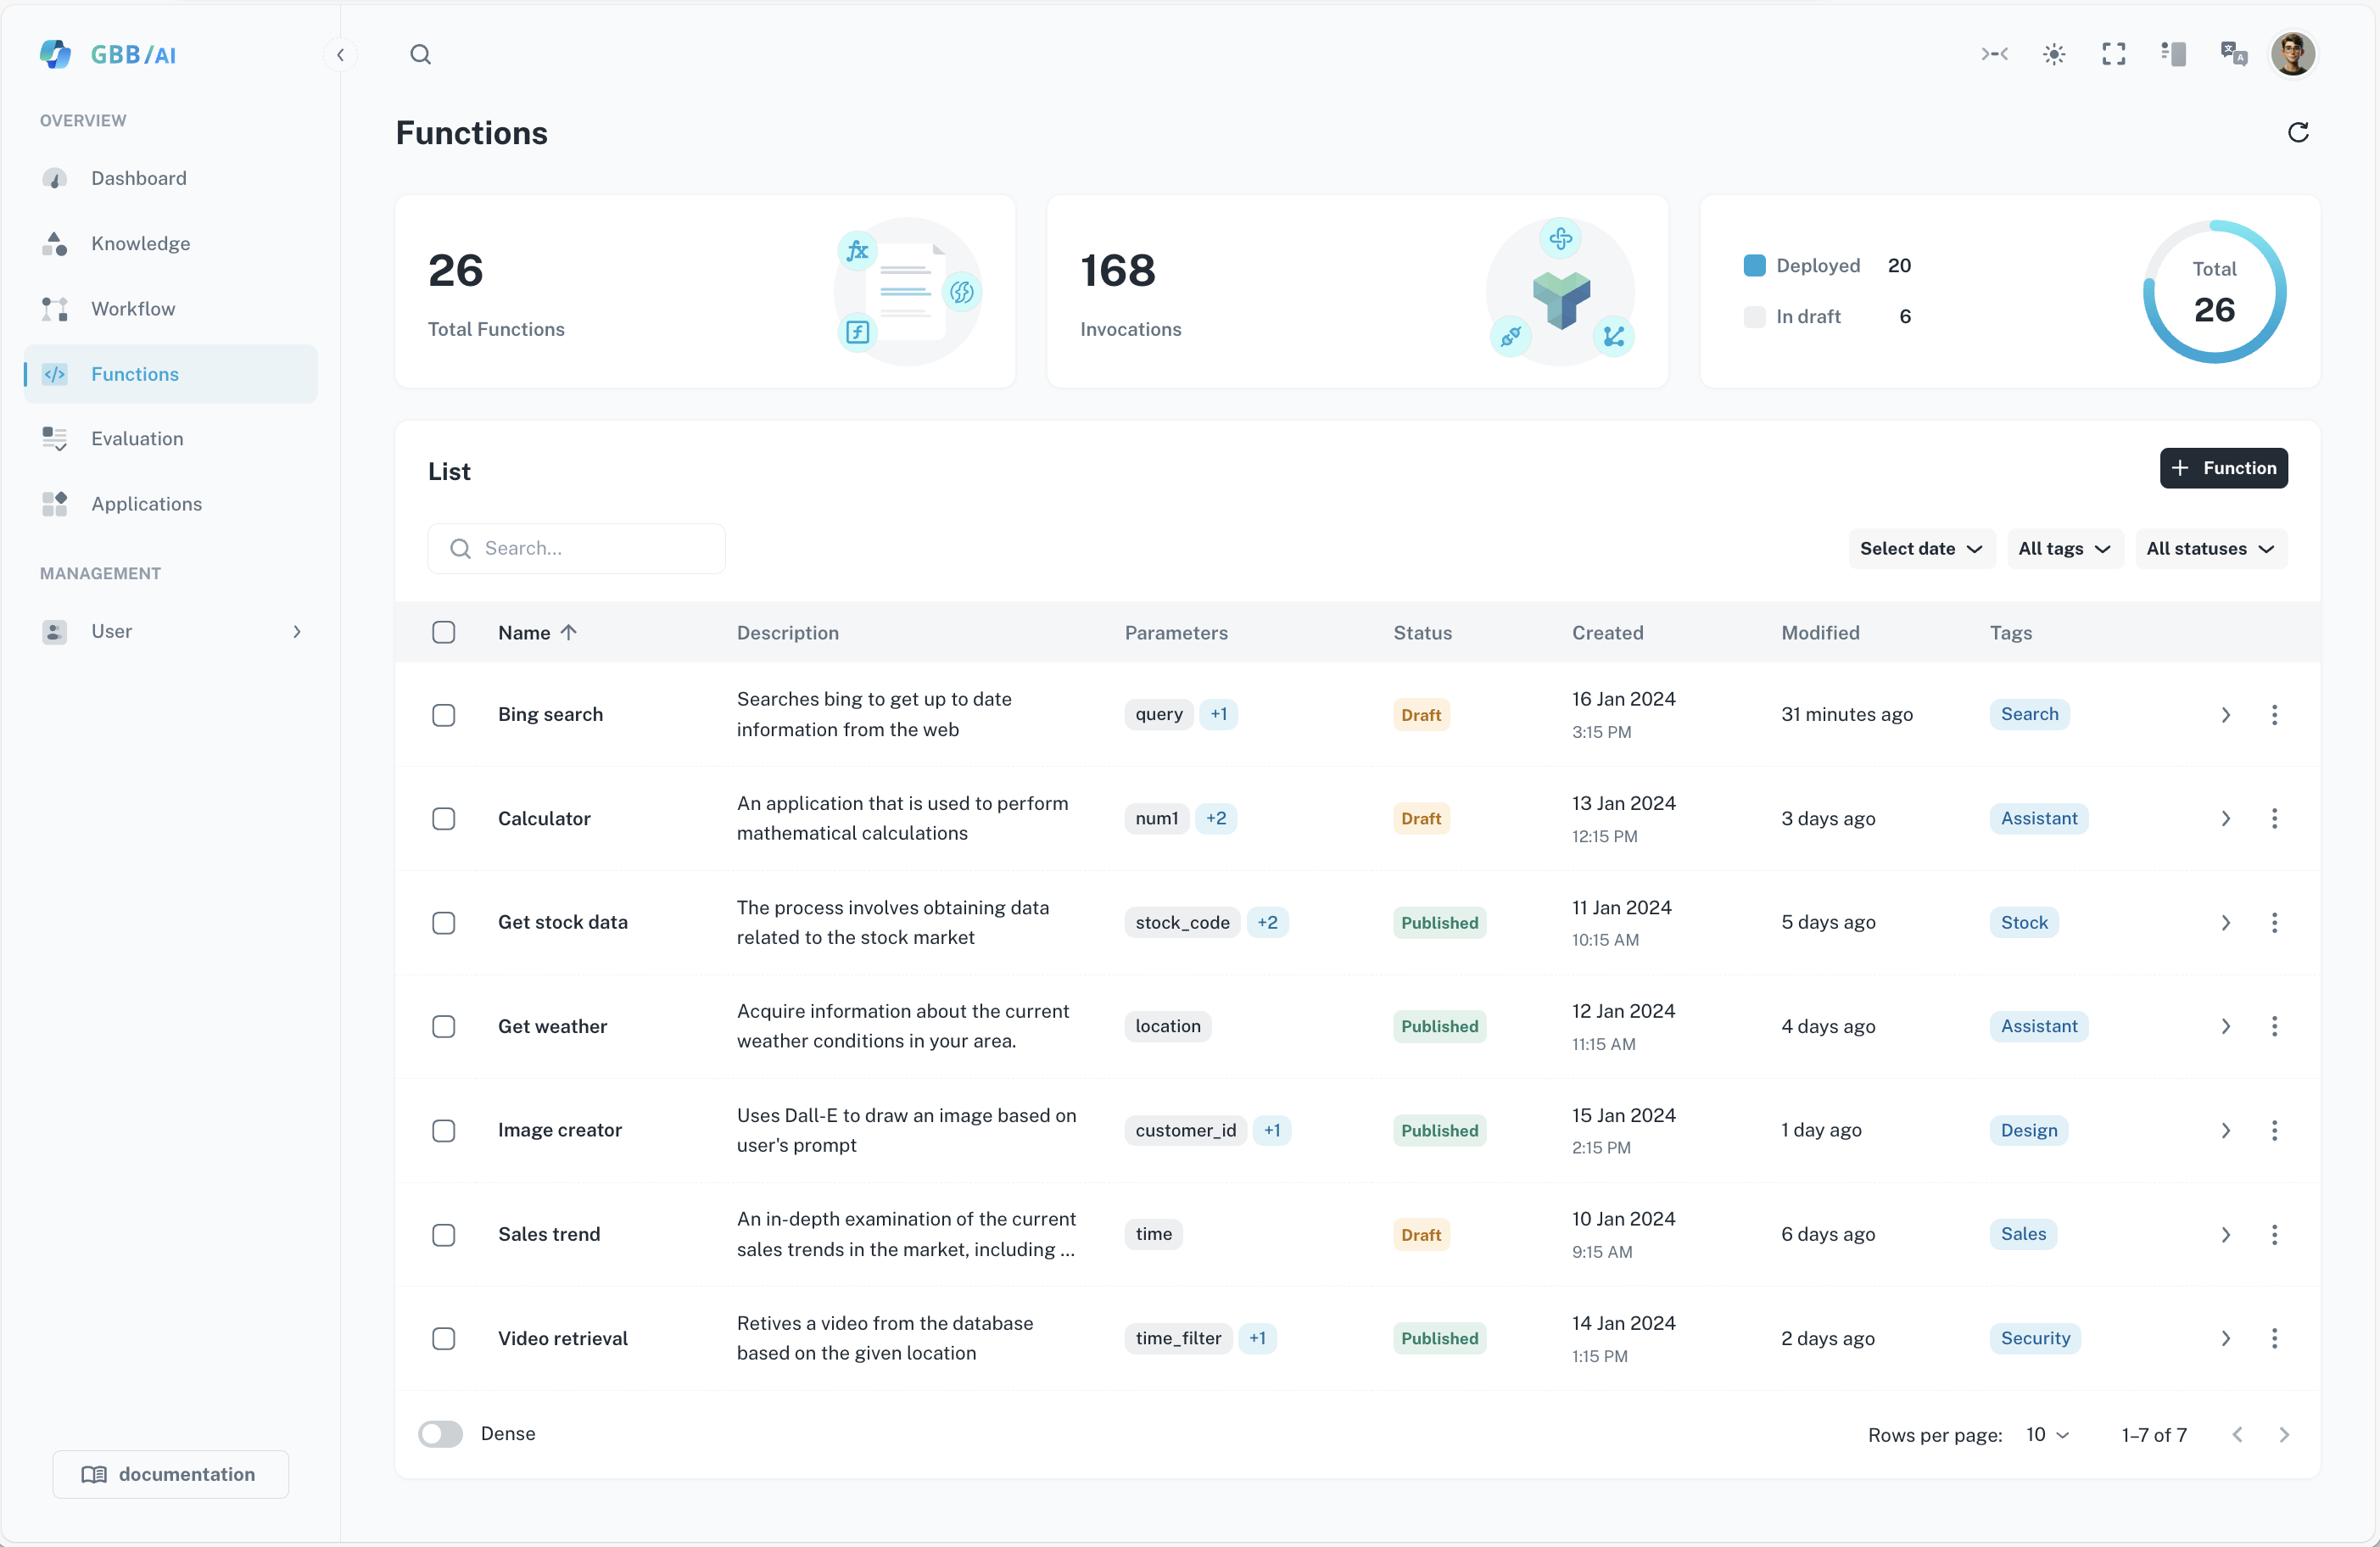 GBB/AI
OVERVIEW
Dashboard
Knowledge
Workflow
Functions
Evaluation
Applications
MANAGEMENT
User
documentation
Functions
26
Total Functions
168
Invocations
Deployed 20
In draft 6
Total
26
List
Function
Search...
Select date
All tags
All statuses
Name Description Parameters Status Created Modified Tags
Bing search
Searches bing to get up to date
information from the web
query +1
Draft
16 Jan 2024
3:15 PM
31 minutes ago
Search
Calculator
An application that is used to perform
mathematical calculations
num1 +2
Draft
13 Jan 2024
12:15 PM
3 days ago
Assistant
Get stock data
The process involves obtaining data
related to the stock market
stock_code +2
Published
11 Jan 2024
10:15 AM
5 days ago
Stock
Get weather
Acquire information about the current
weather conditions in your area.
location
Published
12 Jan 2024
11:15 AM
4 days ago
Assistant
Image creator
Uses Dall-E to draw an image based on
user's prompt
customer_id +1
Published
15 Jan 2024
2:15 PM
1 day ago
Design
Sales trend
An in-depth examination of the current
sales trends in the market, including ...
time
Draft
10 Jan 2024
9:15 AM
6 days ago
Sales
Video retrieval
Retives a video from the database
based on the given location
time_filter +1
Published
14 Jan 2024
1:15 PM
2 days ago
Security
Dense
Rows per page: 10
1–7 of 7